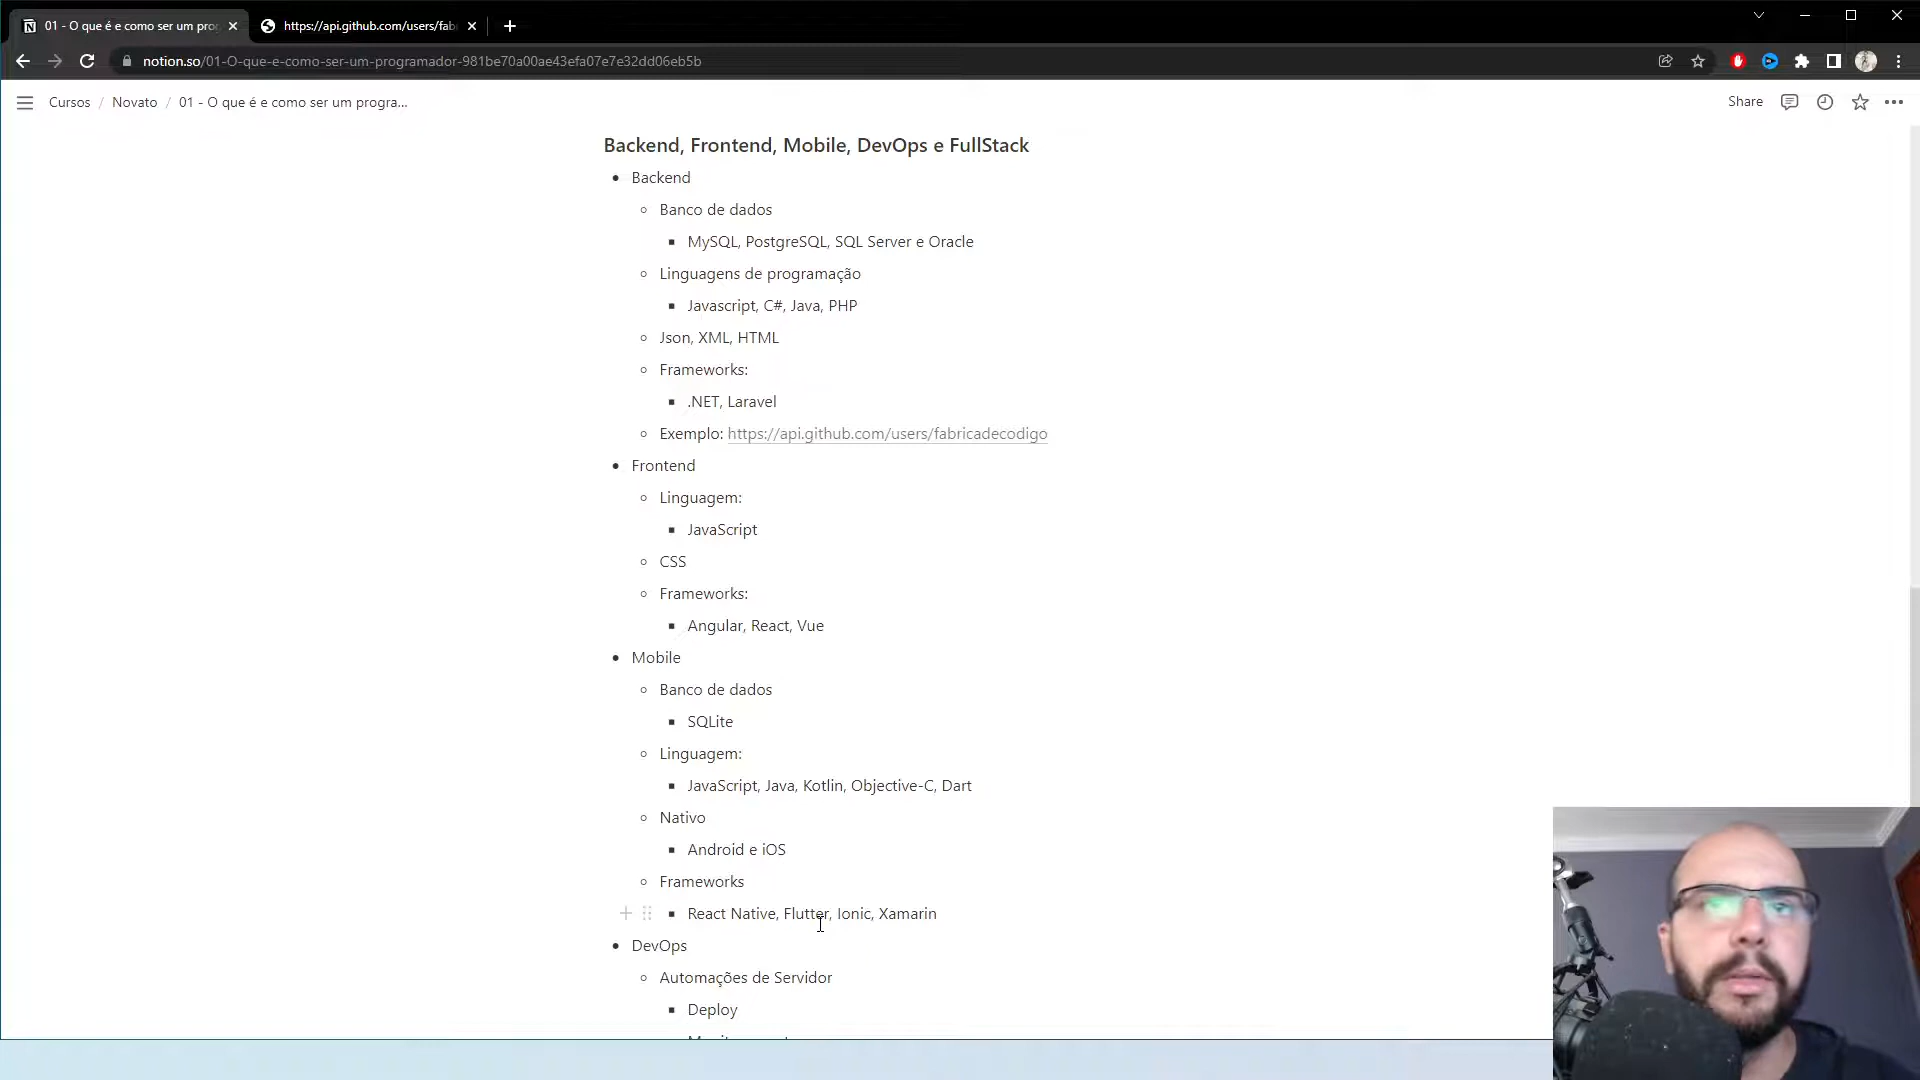 01 - O que é e como ser um pro
https://api.github.com/users/fab
notion.so/01-O-que-e-como-ser-um-programador-981be70a00ae43efa07e7e32dd06eb5b
Cursos / Novato / 01 - O que é e como ser um progra...
Share
Backend, Frontend, Mobile, DevOps e FullStack
Backend
Banco de dados
MySQL, PostgreSQL, SQL Server e Oracle
Linguagens de programação
Javascript, C#, Java, PHP
Json, XML, HTML
Frameworks:
.NET, Laravel
Exemplo: https://api.github.com/users/fabricadecodigo
Frontend
Linguagem:
JavaScript
CSS
Frameworks:
Angular, React, Vue
Mobile
Banco de dados
SQLite
Linguagem:
JavaScript, Java, Kotlin, Objective-C, Dart
Nativo
Android e iOS
Frameworks
React Native, Flutter, Ionic, Xamarin
DevOps
Automações de Servidor
Deploy